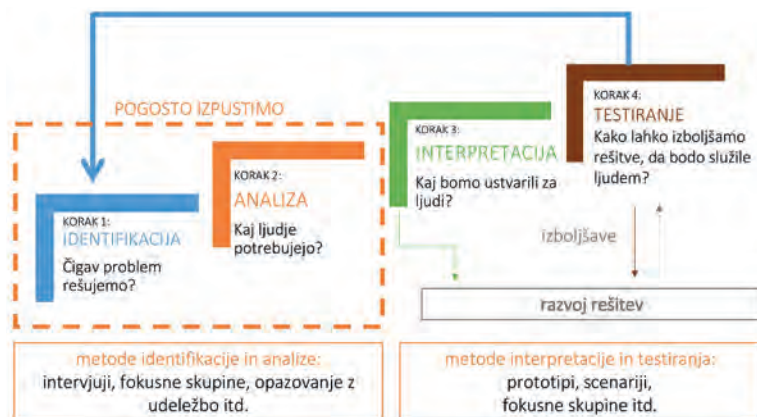 POGOSTO IZPUSTIMO
KORAK 1:
IDENTIFIKACIJA
Čigav problem
rešujemo?
KORAK 2:
ANALIZA
Kaj ljudje
potrebujejo?
KORAK 3:
INTERPRETACIJA
Kaj bomo ustvarili za
ljudi?
KORAK 4:
TESTIRANJE
Kako lahko izboljšamo
rešitve, da bodo služile
ljudem?
izboljšave
razvoj rešitev
metode identifikacije in analize:
intervjuji, fokusne skupine, opazovanje z
udeležbo itd.
metode interpretacije in testiranja:
prototipi, scenariji,
fokusne skupine itd.